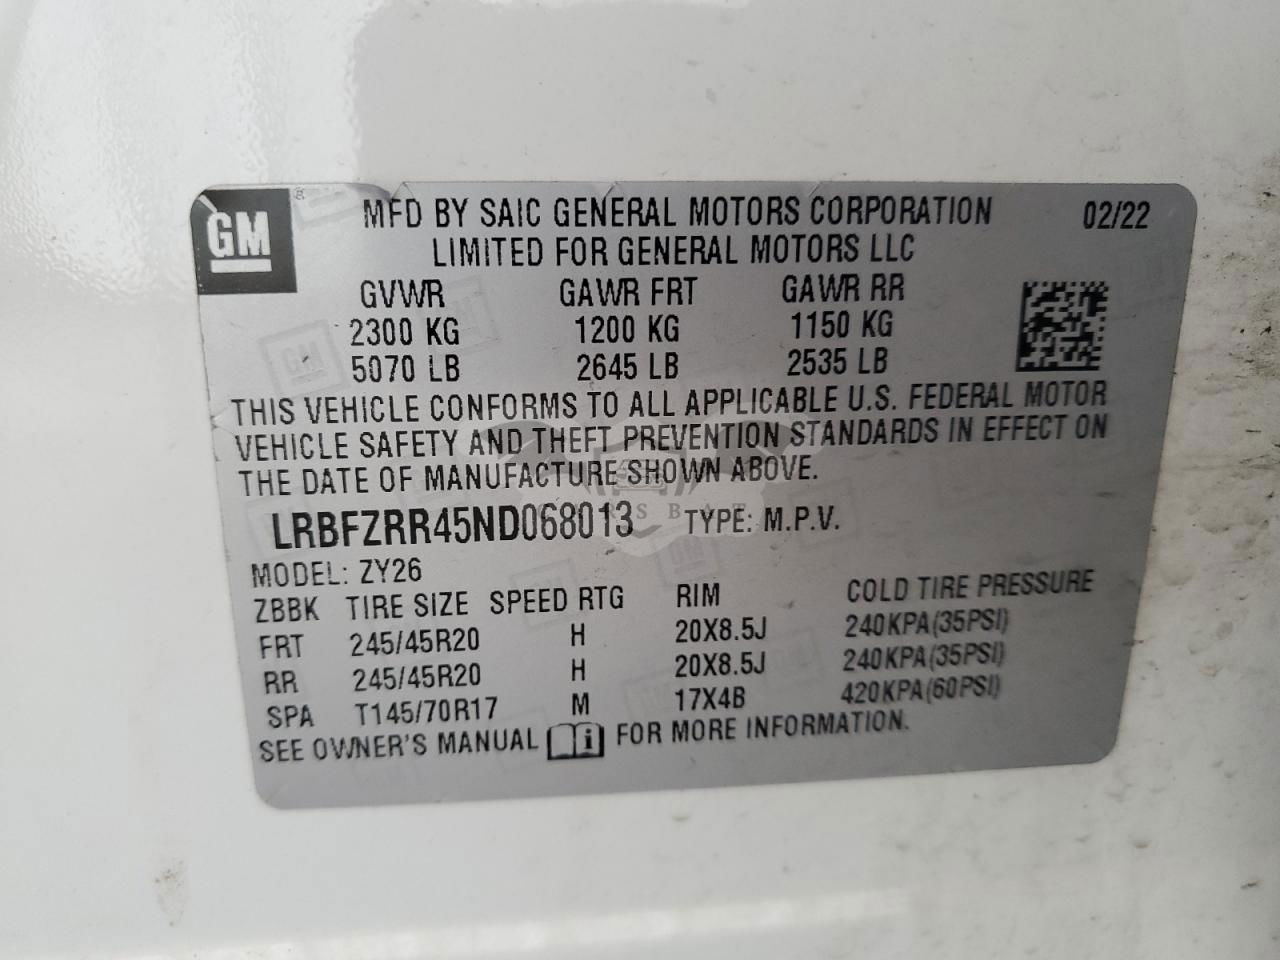 GM
®
MFD BY SAIC GENERAL MOTORS CORPORATION 02/22
LIMITED FOR GENERAL MOTORS LLC
GVWR GAWR FRT GAWR RR
2300 KG 1200 KG 1150 KG
5070 LB 2645 LB 2535 LB
THIS VEHICLE CONFORMS TO ALL APPLICABLE U.S. FEDERAL MOTOR
VEHICLE SAFETY AND THEFT PREVENTION STANDARDS IN EFFECT ON
THE DATE OF MANUFACTURE SHOWN ABOVE.
LRBFZRR45ND068013 TYPE: M.P.V.
CARSBAT
MODEL: ZY26
ZBBK TIRE SIZE SPEED RTG RIM COLD TIRE PRESSURE
FRT 245/45R20 H 20X8.5J 240KPA(35PSI)
RR 245/45R20 H 20X8.5J 240KPA(35PSI)
SPA T145/70R17 M 17X4B 420KPA(60PSI)
SEE OWNER'S MANUAL i FOR MORE INFORMATION.